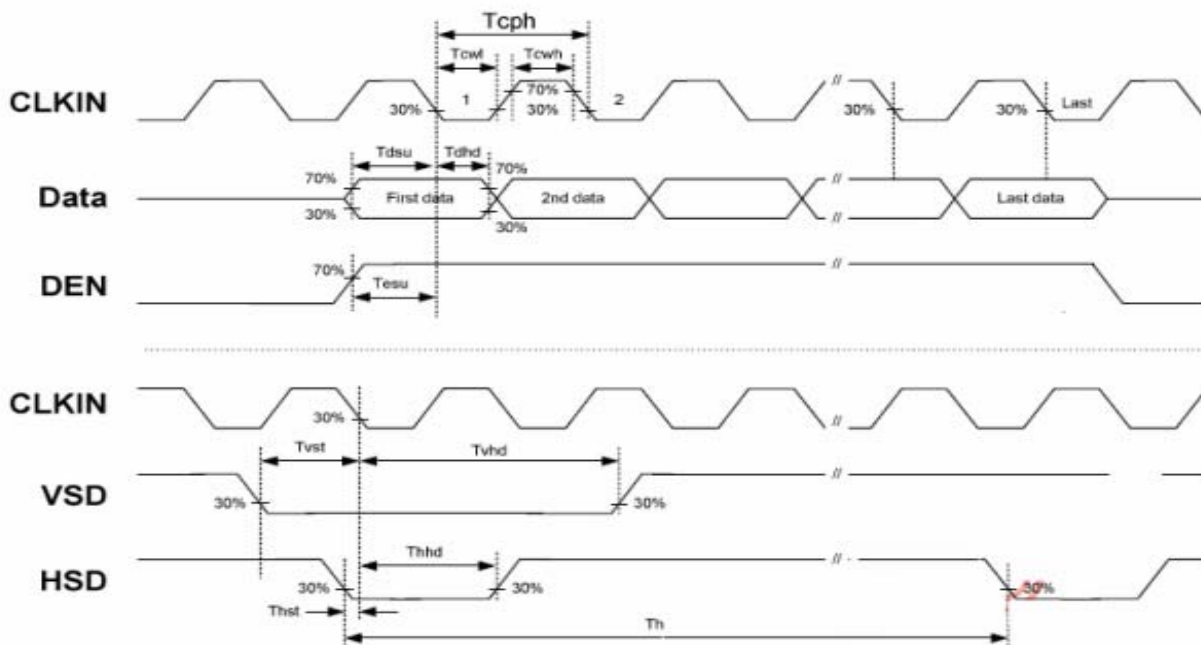 Tcph
Tcwl Tcwh
CLKIN 30% 1 70% 30% 2 30% 30% Last
Tdsu Tdhd
70% 70%
Data First data 2nd data Last data
30% 30%
DEN 70%
Tesu
CLKIN 30%
Tvst Tvhd
VSD 30% 30%
Thhd
HSD 30% 30% 30%
Thst
Th